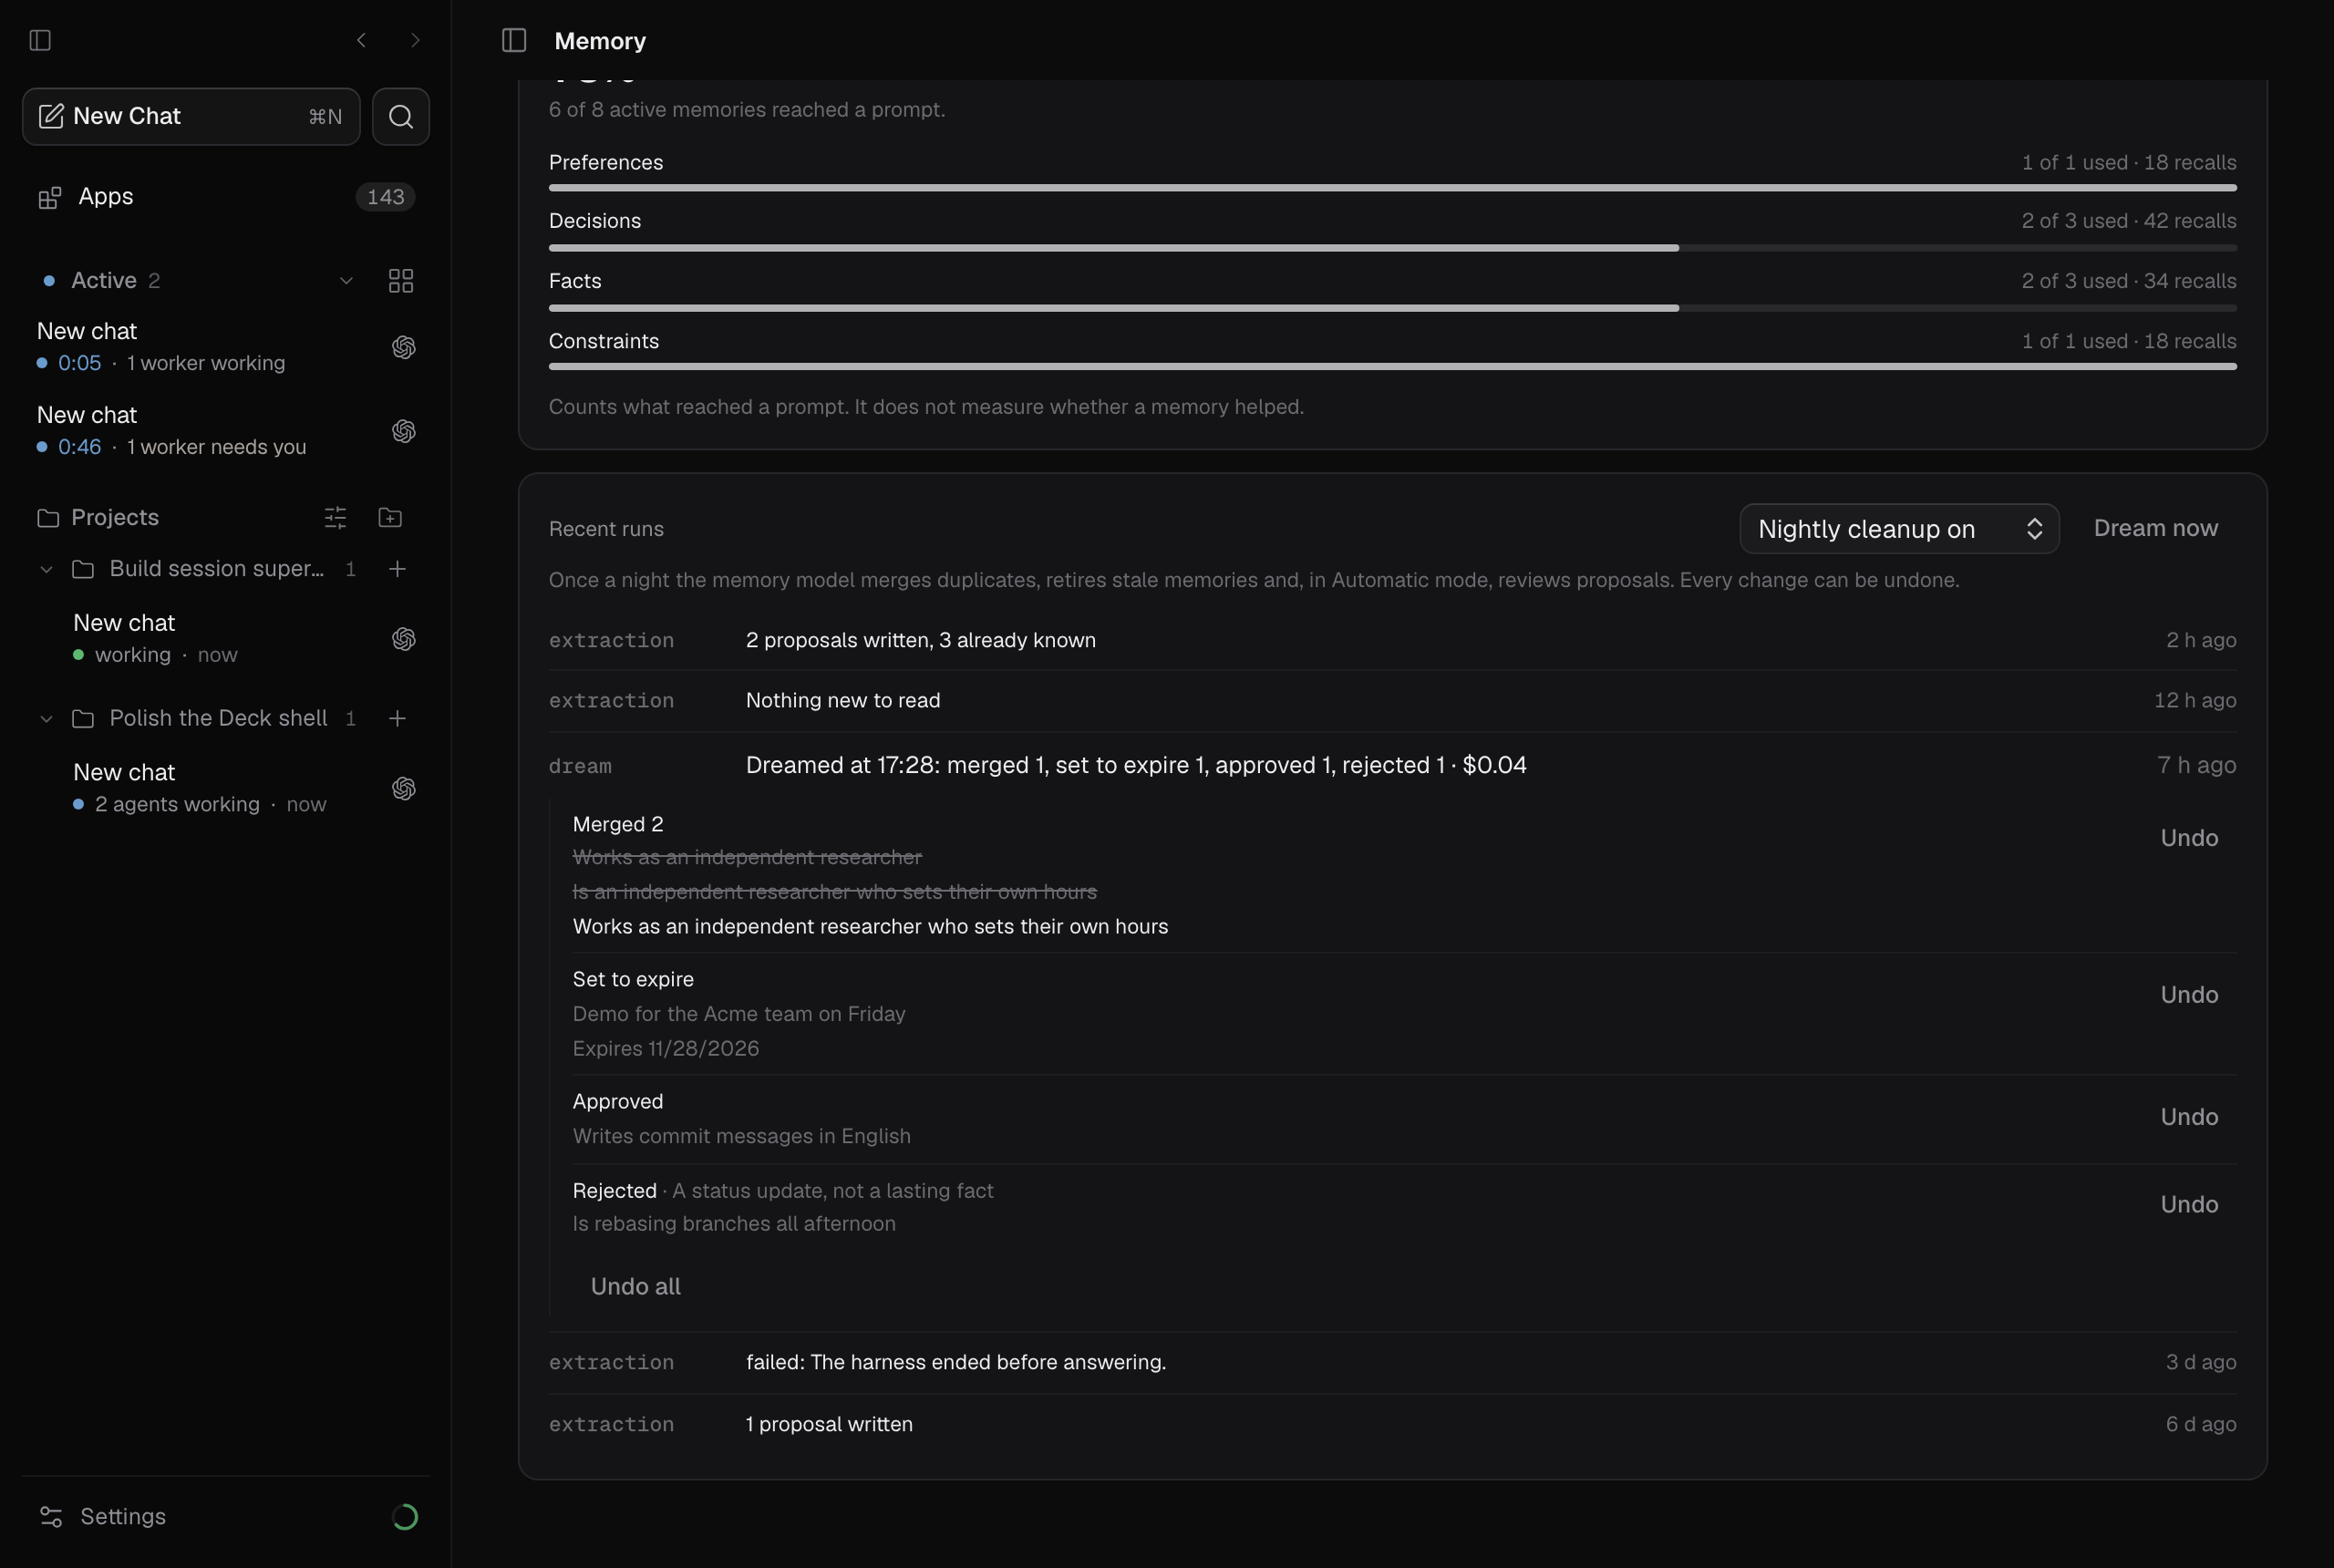 Memory
New Chat ⌘N
Apps 143
Active 2
New chat
0:05 · 1 worker working
New chat
0:46 · 1 worker needs you
Projects
Build session super... 1
New chat
working · now
Polish the Deck shell 1
New chat
2 agents working · now
Settings
6 of 8 active memories reached a prompt.
Preferences 1 of 1 used · 18 recalls
Decisions 2 of 3 used · 42 recalls
Facts 2 of 3 used · 34 recalls
Constraints 1 of 1 used · 18 recalls
Counts what reached a prompt. It does not measure whether a memory helped.
Recent runs Nightly cleanup on Dream now
Once a night the memory model merges duplicates, retires stale memories and, in Automatic mode, reviews proposals. Every change can be undone.
extraction 2 proposals written, 3 already known 2 h ago
extraction Nothing new to read 12 h ago
dream Dreamed at 17:28: merged 1, set to expire 1, approved 1, rejected 1 · $0.04 7 h ago
Merged 2 Undo
Works as an independent researcher
Is an independent researcher who sets their own hours
Works as an independent researcher who sets their own hours
Set to expire Undo
Demo for the Acme team on Friday
Expires 11/28/2026
Approved Undo
Writes commit messages in English
Rejected · A status update, not a lasting fact Undo
Is rebasing branches all afternoon
Undo all
extraction failed: The harness ended before answering. 3 d ago
extraction 1 proposal written 6 d ago